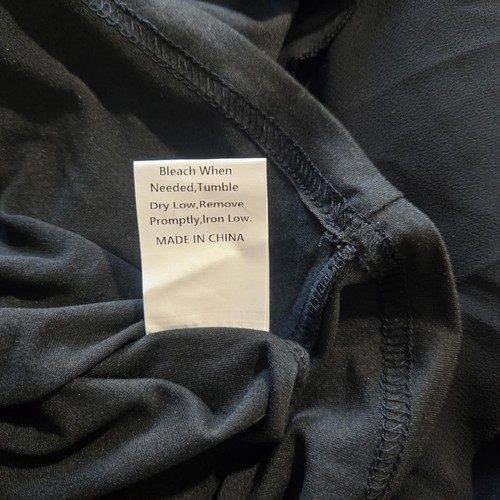 Bleach When
Needed,Tumble
Dry Low,Remove
Promptly,Iron Low.
MADE IN CHINA